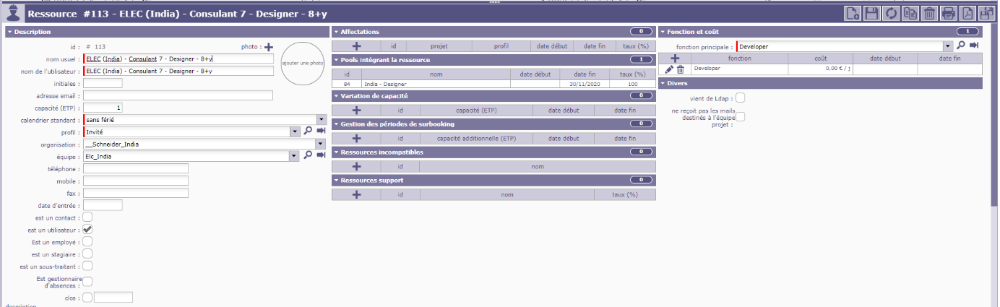 Ressource #113 - ELEC (India) - Consulant 7 - Designer - 8+y
Description
id : # 113 photo :
ajouter une photo
nom usuel : ELEC (India) - Consulant 7 - Designer - 8+y
nom de l'utilisateur : ELEC (India) - Consulant 7 - Designer - 8+y
initiales :
adresse email :
capacité (ETP) : 1
calendrier standard : sans férié
profil : Invité
organisation : __Schneider_India
équipe : Elc_India
téléphone :
mobile :
fax :
date d'entrée :
est un contact :
est un utilisateur :
Est un employé :
est un stagiaire :
est un sous-traitant :
Est gestionnaire
d'absences :
clos :
description
Affectations 0
id projet profil date début date fin taux (%)
Pools intégrant la ressource 1
id nom date début date fin taux (%)
84 India - Designer 30/11/2020 100
Variation de capacité 0
id capacité (ETP) date début date fin
Gestion des périodes de surbooking 0
id capacité additionnelle (ETP) date début date fin
Ressources incompatibles 0
id nom
Ressources support 0
id nom taux (%)
Fonction et coût 1
fonction principale : Developer
fonction coût date début date fin
Developer 0,00 € / j
Divers
vient de Ldap :
ne reçoit pas les mails
destinés à l'équipe
projet :